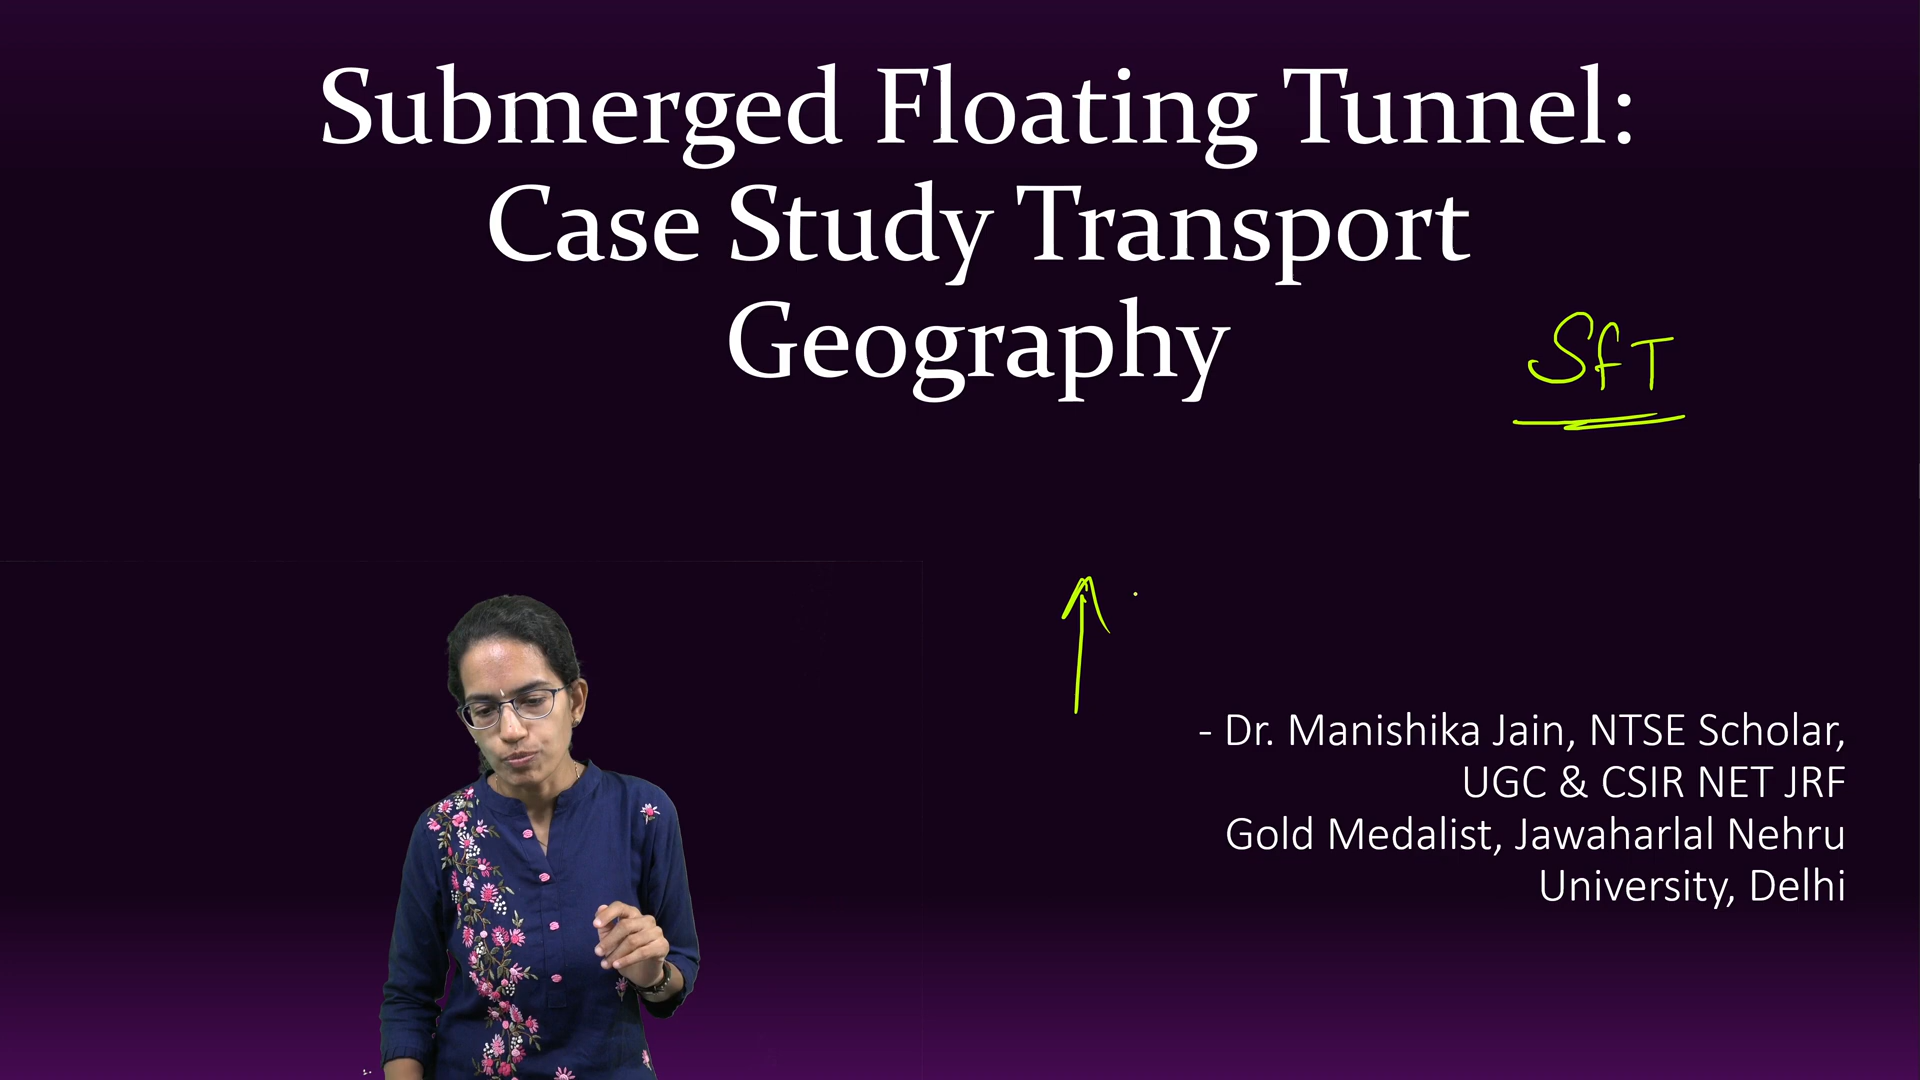 Submerged Floating Tunnel:
Case Study Transport
Geography
SfT
- Dr. Manishika Jain, NTSE Scholar,
UGC & CSIR NET JRF
Gold Medalist, Jawaharlal Nehru
University, Delhi